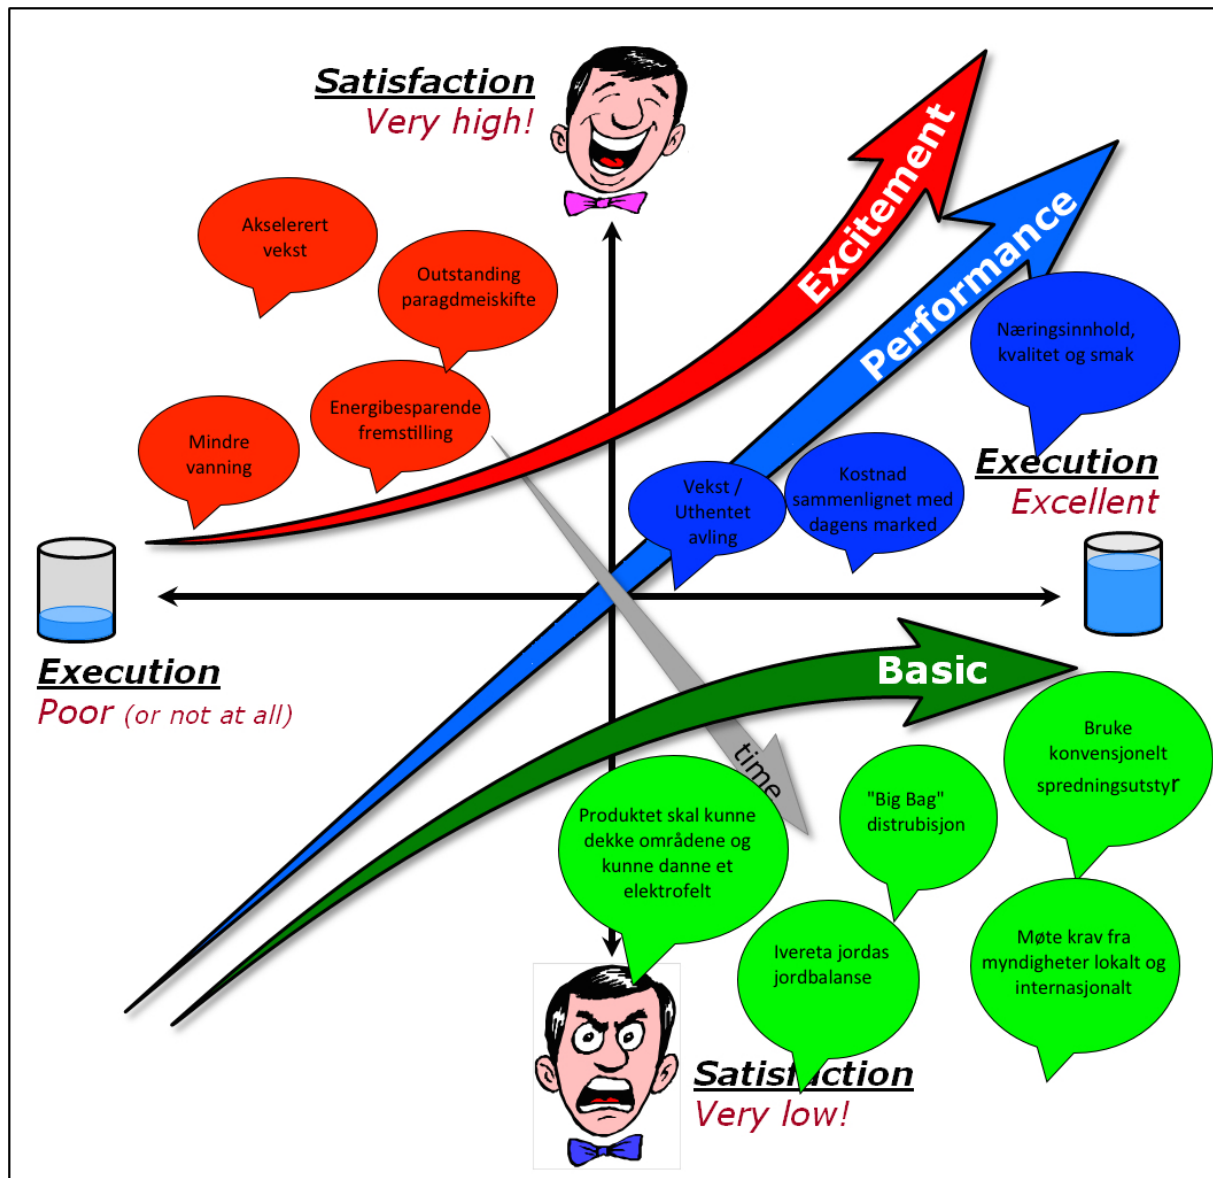 Satisfaction
Very high!
Excitement
Performance
Akselerert
vekst
Outstanding
paragdmeiskifte
Energibesparende
fremstilling
Mindre
vanning
Næringsinnhold,
kvalitet og smak
Vekst /
Uthentet
avling
Kostnad
sammenlignet med
dagens marked
Execution
Excellent
Execution
Poor (or not at all)
Basic
time
Produktet skal kunne
dekke områdene og
kunne danne et
elektrofelt
"Big Bag"
distrubisjon
Bruke
konvensjonelt
spredningsutstyr
Ivereta jordas
jordbalanse
Møte krav fra
myndigheter lokalt og
internasjonalt
Satisfaction
Very low!